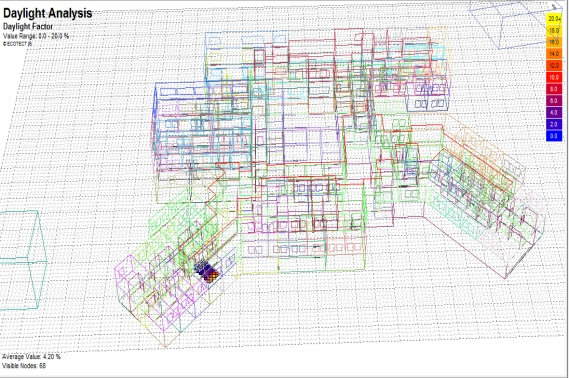 Daylight Analysis
Daylight Factor
Value Range: 0.0 - 20.0 %
© ECOTECT v5
%
20.0+
18.0
16.0
14.0
12.0
10.0
8.0
6.0
4.0
2.0
0.0
Average Value: 4.20 %
Visible Nodes: 68